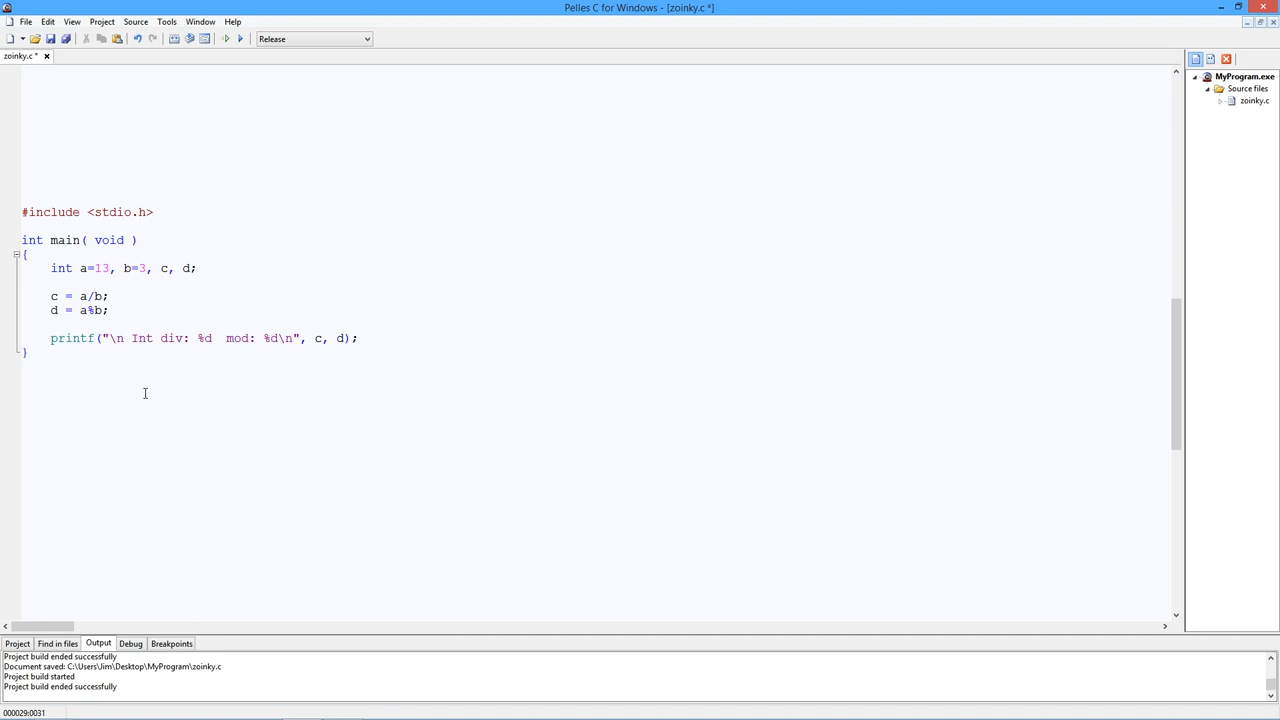 Pelles C for Windows - [zoinky.c *]
File Edit View Project Source Tools Window Help
Release
zoinky.c *
MyProgram.exe
Source files
zoinky.c
#include <stdio.h>
int main( void )
{
int a=13, b=3, c, d;
c = a/b;
d = a%b;
printf("\n Int div: %d  mod: %d\n", c, d);
}
Project Find in files Output Debug Breakpoints
Project build ended successfully
Document saved: C:\Users\Jim\Desktop\MyProgram\zoinky.c
Project build started
Project build ended successfully
000029:0031